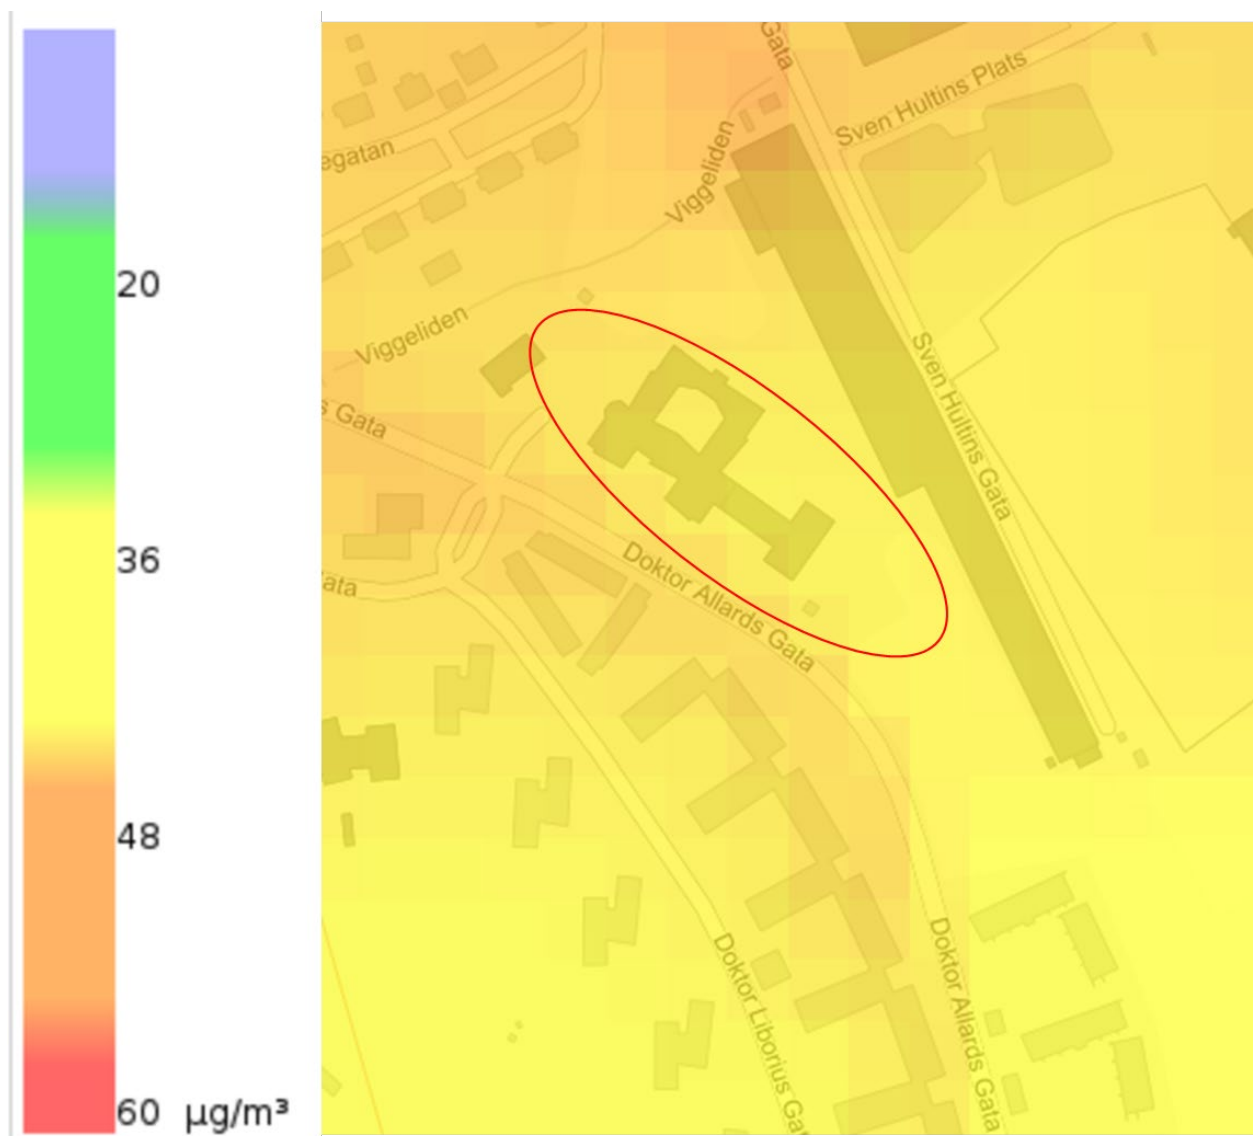 20
36
48
60 µg/m³
Gata
Sven Hultins Plats
egatan
Viggeliden
Viggeliden
Sven Hultins Gata
s Gata
Doktor Allards Gata
ata
Doktor Liborius Ga
Doktor Allards Gata